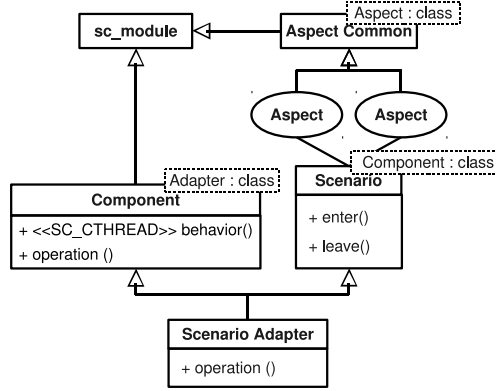 Aspect : class
sc_module
Aspect Common
Aspect
Aspect
Component : class
Adapter : class
Scenario
Component
+ enter()
+ <<SC_CTHREAD>> behavior()
+ leave()
+ operation ()
Scenario Adapter
+ operation ()